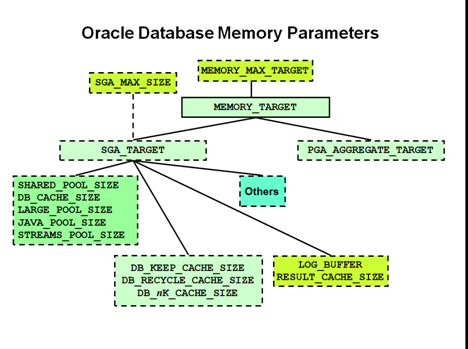 Oracle Database Memory Parameters
SGA_MAX_SIZE
MEMORY_MAX_TARGET
MEMORY_TARGET
SGA_TARGET
PGA_AGGREGATE_TARGET
SHARED_POOL_SIZE
DB_CACHE_SIZE
LARGE_POOL_SIZE
JAVA_POOL_SIZE
STREAMS_POOL_SIZE
Others
DB_KEEP_CACHE_SIZE
DB_RECYCLE_CACHE_SIZE
DB_nK_CACHE_SIZE
LOG_BUFFER
RESULT_CACHE_SIZE